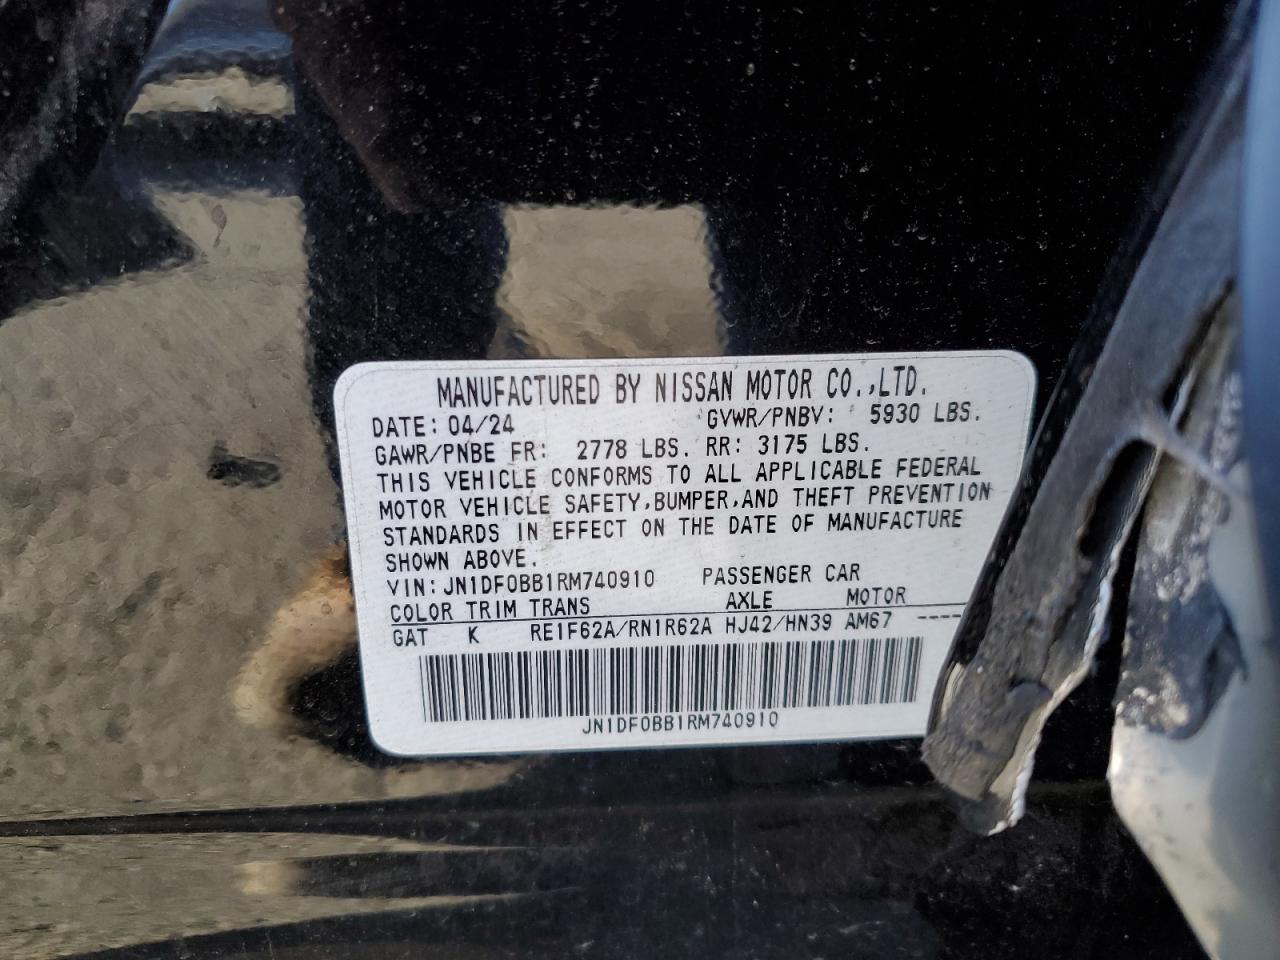 MANUFACTURED BY NISSAN MOTOR CO.,LTD.
DATE: 04/24 GVWR/PNBV: 5930 LBS.
GAWR/PNBE FR: 2778 LBS. RR: 3175 LBS.
THIS VEHICLE CONFORMS TO ALL APPLICABLE FEDERAL
MOTOR VEHICLE SAFETY,BUMPER,AND THEFT PREVENTION
STANDARDS IN EFFECT ON THE DATE OF MANUFACTURE
SHOWN ABOVE.
VIN:JN1DF0BB1RM740910 PASSENGER CAR
COLOR TRIM TRANS AXLE MOTOR
GAT K RE1F62A/RN1R62A HJ42/HN39 AM67 ----
JN1DF0BB1RM740910